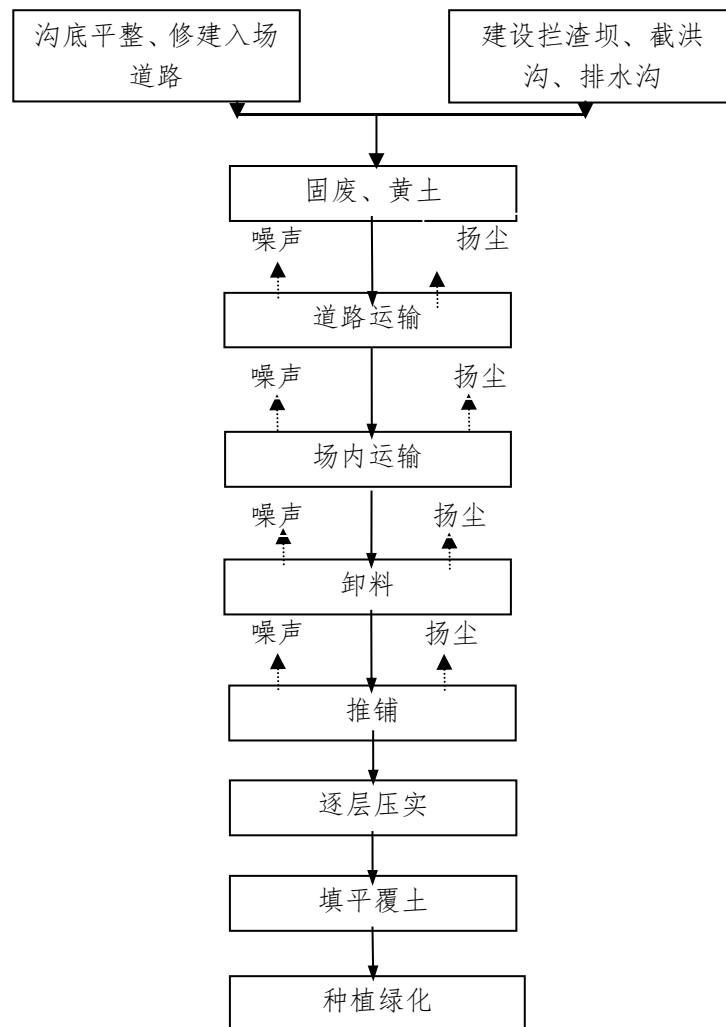 沟底平整、修建入场
道路
建设拦渣坝、截洪
沟、排水沟
固废、黄土
噪声
扬尘
道路运输
噪声
扬尘
场内运输
噪声
扬尘
卸料
噪声
扬尘
推铺
逐层压实
填平覆土
种植绿化